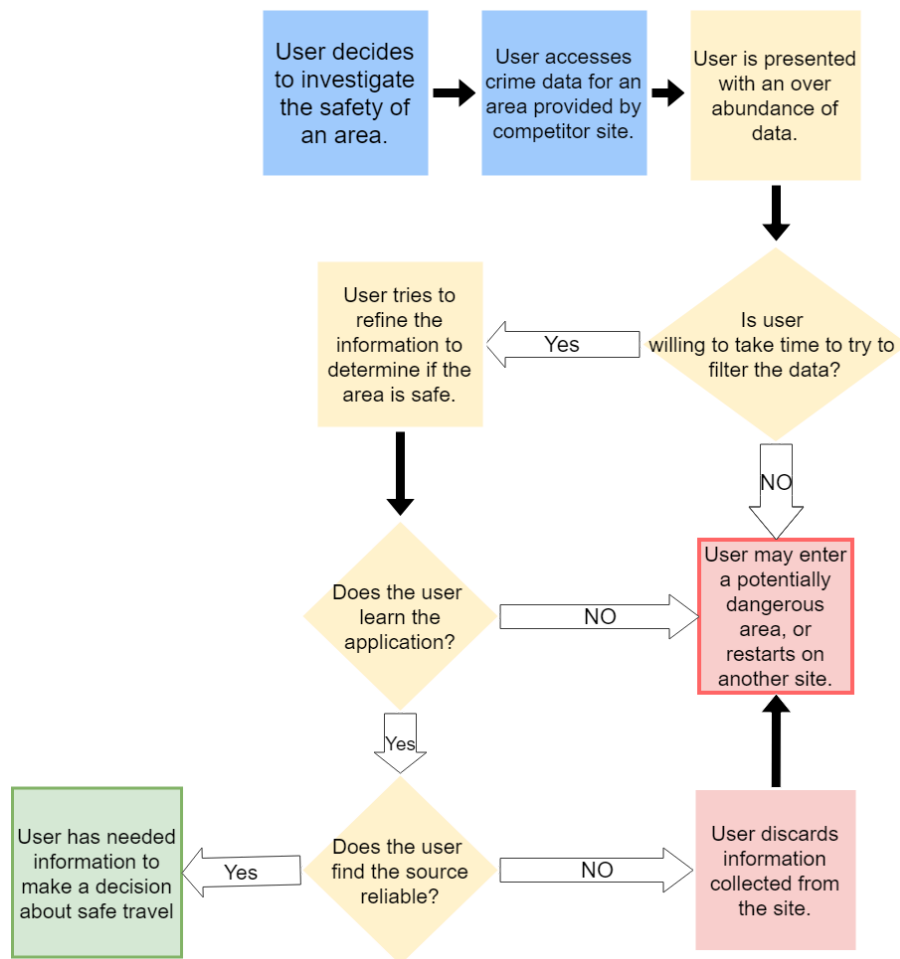 User decides
to investigate
the safety of
an area.
User accesses
crime data for an
area provided by
competitor site.
User is presented
with an over
abundance of
data.
Is user
willing to take time to try to
filter the data?
Yes
User tries to
refine the
information to
determine if the
area is safe.
NO
Does the user
learn the
application?
NO
User may enter
a potentially
dangerous
area, or
restarts on
another site.
Yes
Does the user
find the source
reliable?
Yes
User has needed
information to
make a decision
about safe travel
NO
User discards
information
collected from
the site.